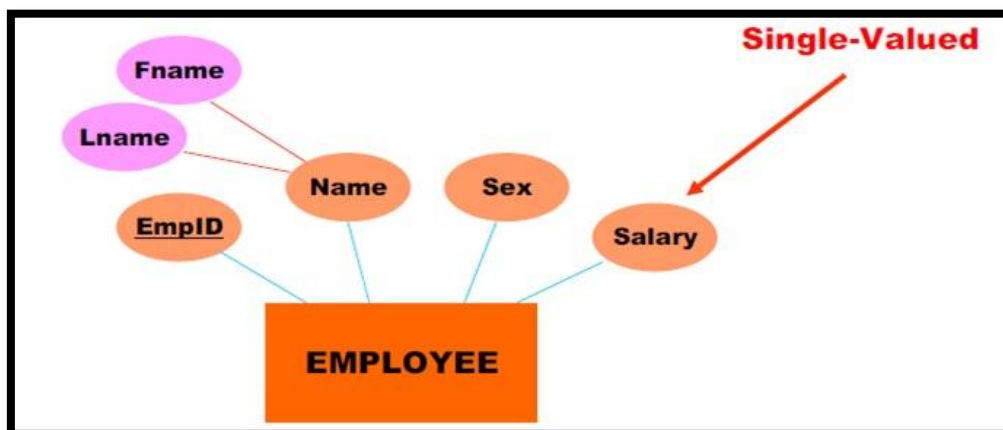 Single-Valued
Fname
Lname
Name
Sex
EmpID
Salary
EMPLOYEE